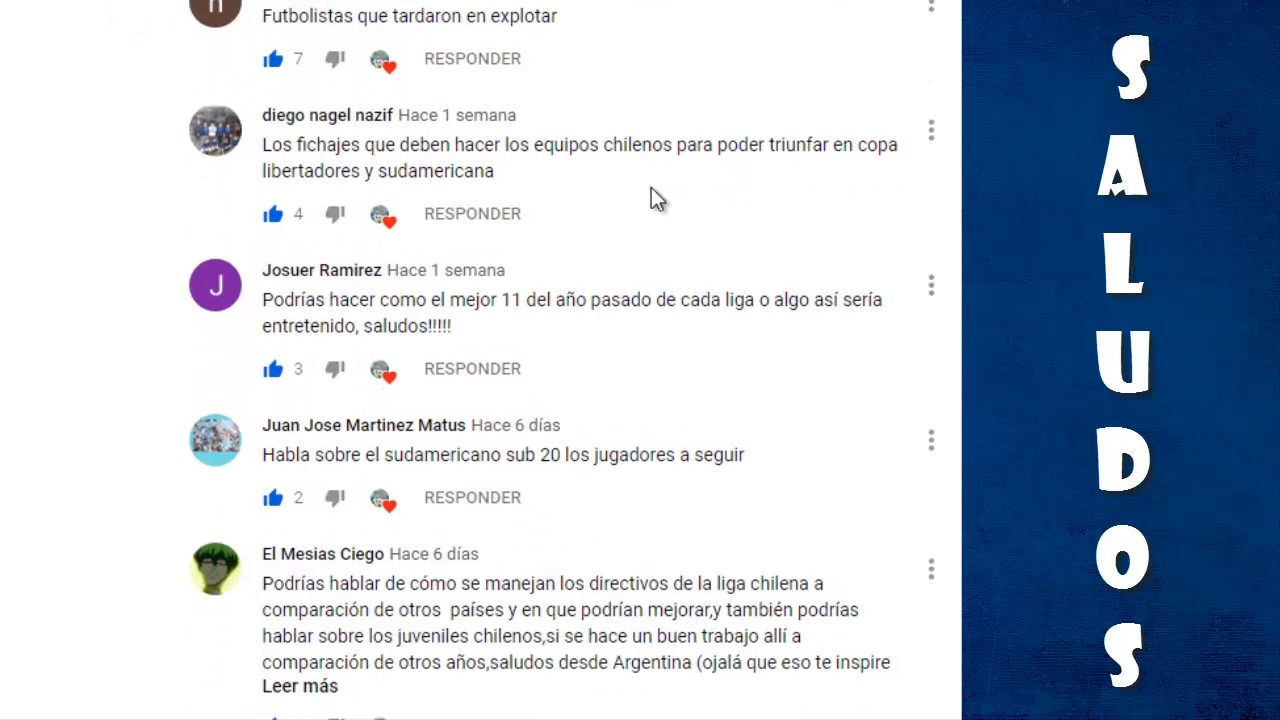 Futbolistas que tardaron en explotar
7 RESPONDER
diego nagel nazif Hace 1 semana
Los fichajes que deben hacer los equipos chilenos para poder triunfar en copa
libertadores y sudamericana
4 RESPONDER
J
Josuer Ramirez Hace 1 semana
Podrías hacer como el mejor 11 del año pasado de cada liga o algo así sería
entretenido, saludos!!!!!
3 RESPONDER
Juan Jose Martinez Matus Hace 6 días
Habla sobre el sudamericano sub 20 los jugadores a seguir
2 RESPONDER
El Mesias Ciego Hace 6 días
Podrías hablar de cómo se manejan los directivos de la liga chilena a
comparación de otros  países y en que podrían mejorar,y también podrías
hablar sobre los juveniles chilenos,si se hace un buen trabajo allí a
comparación de otros años,saludos desde Argentina (ojalá que eso te inspire
Leer más
S
A
L
U
D
O
S